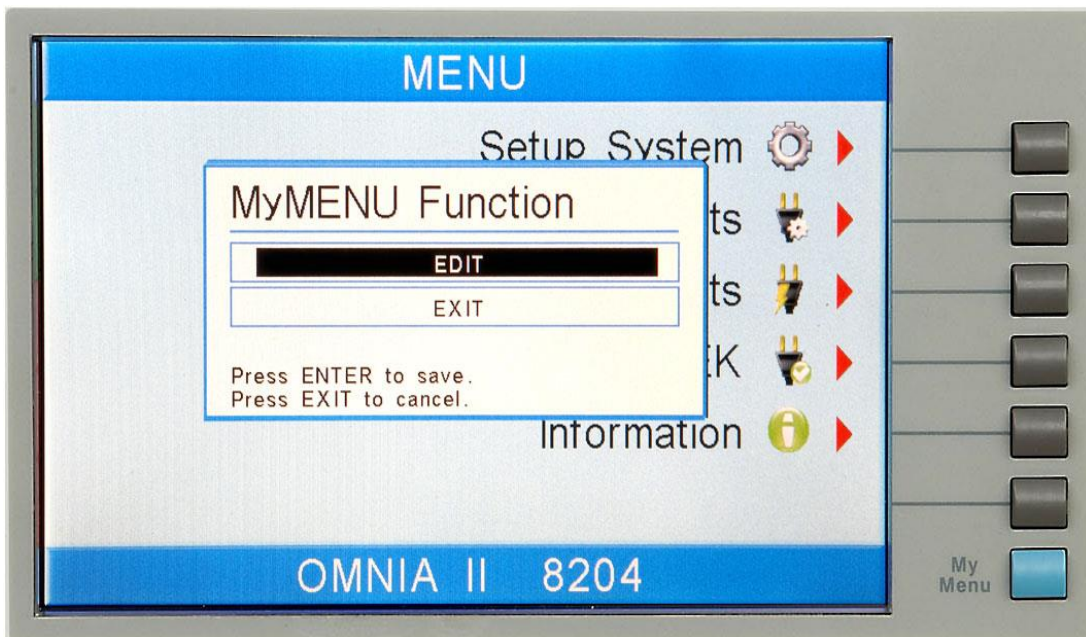 MENU
Setup System
MyMENU Function
ts
EDIT
ts
EXIT
EK
Press ENTER to save.
Press EXIT to cancel.
Information
OMNIA II 8204
My
Menu